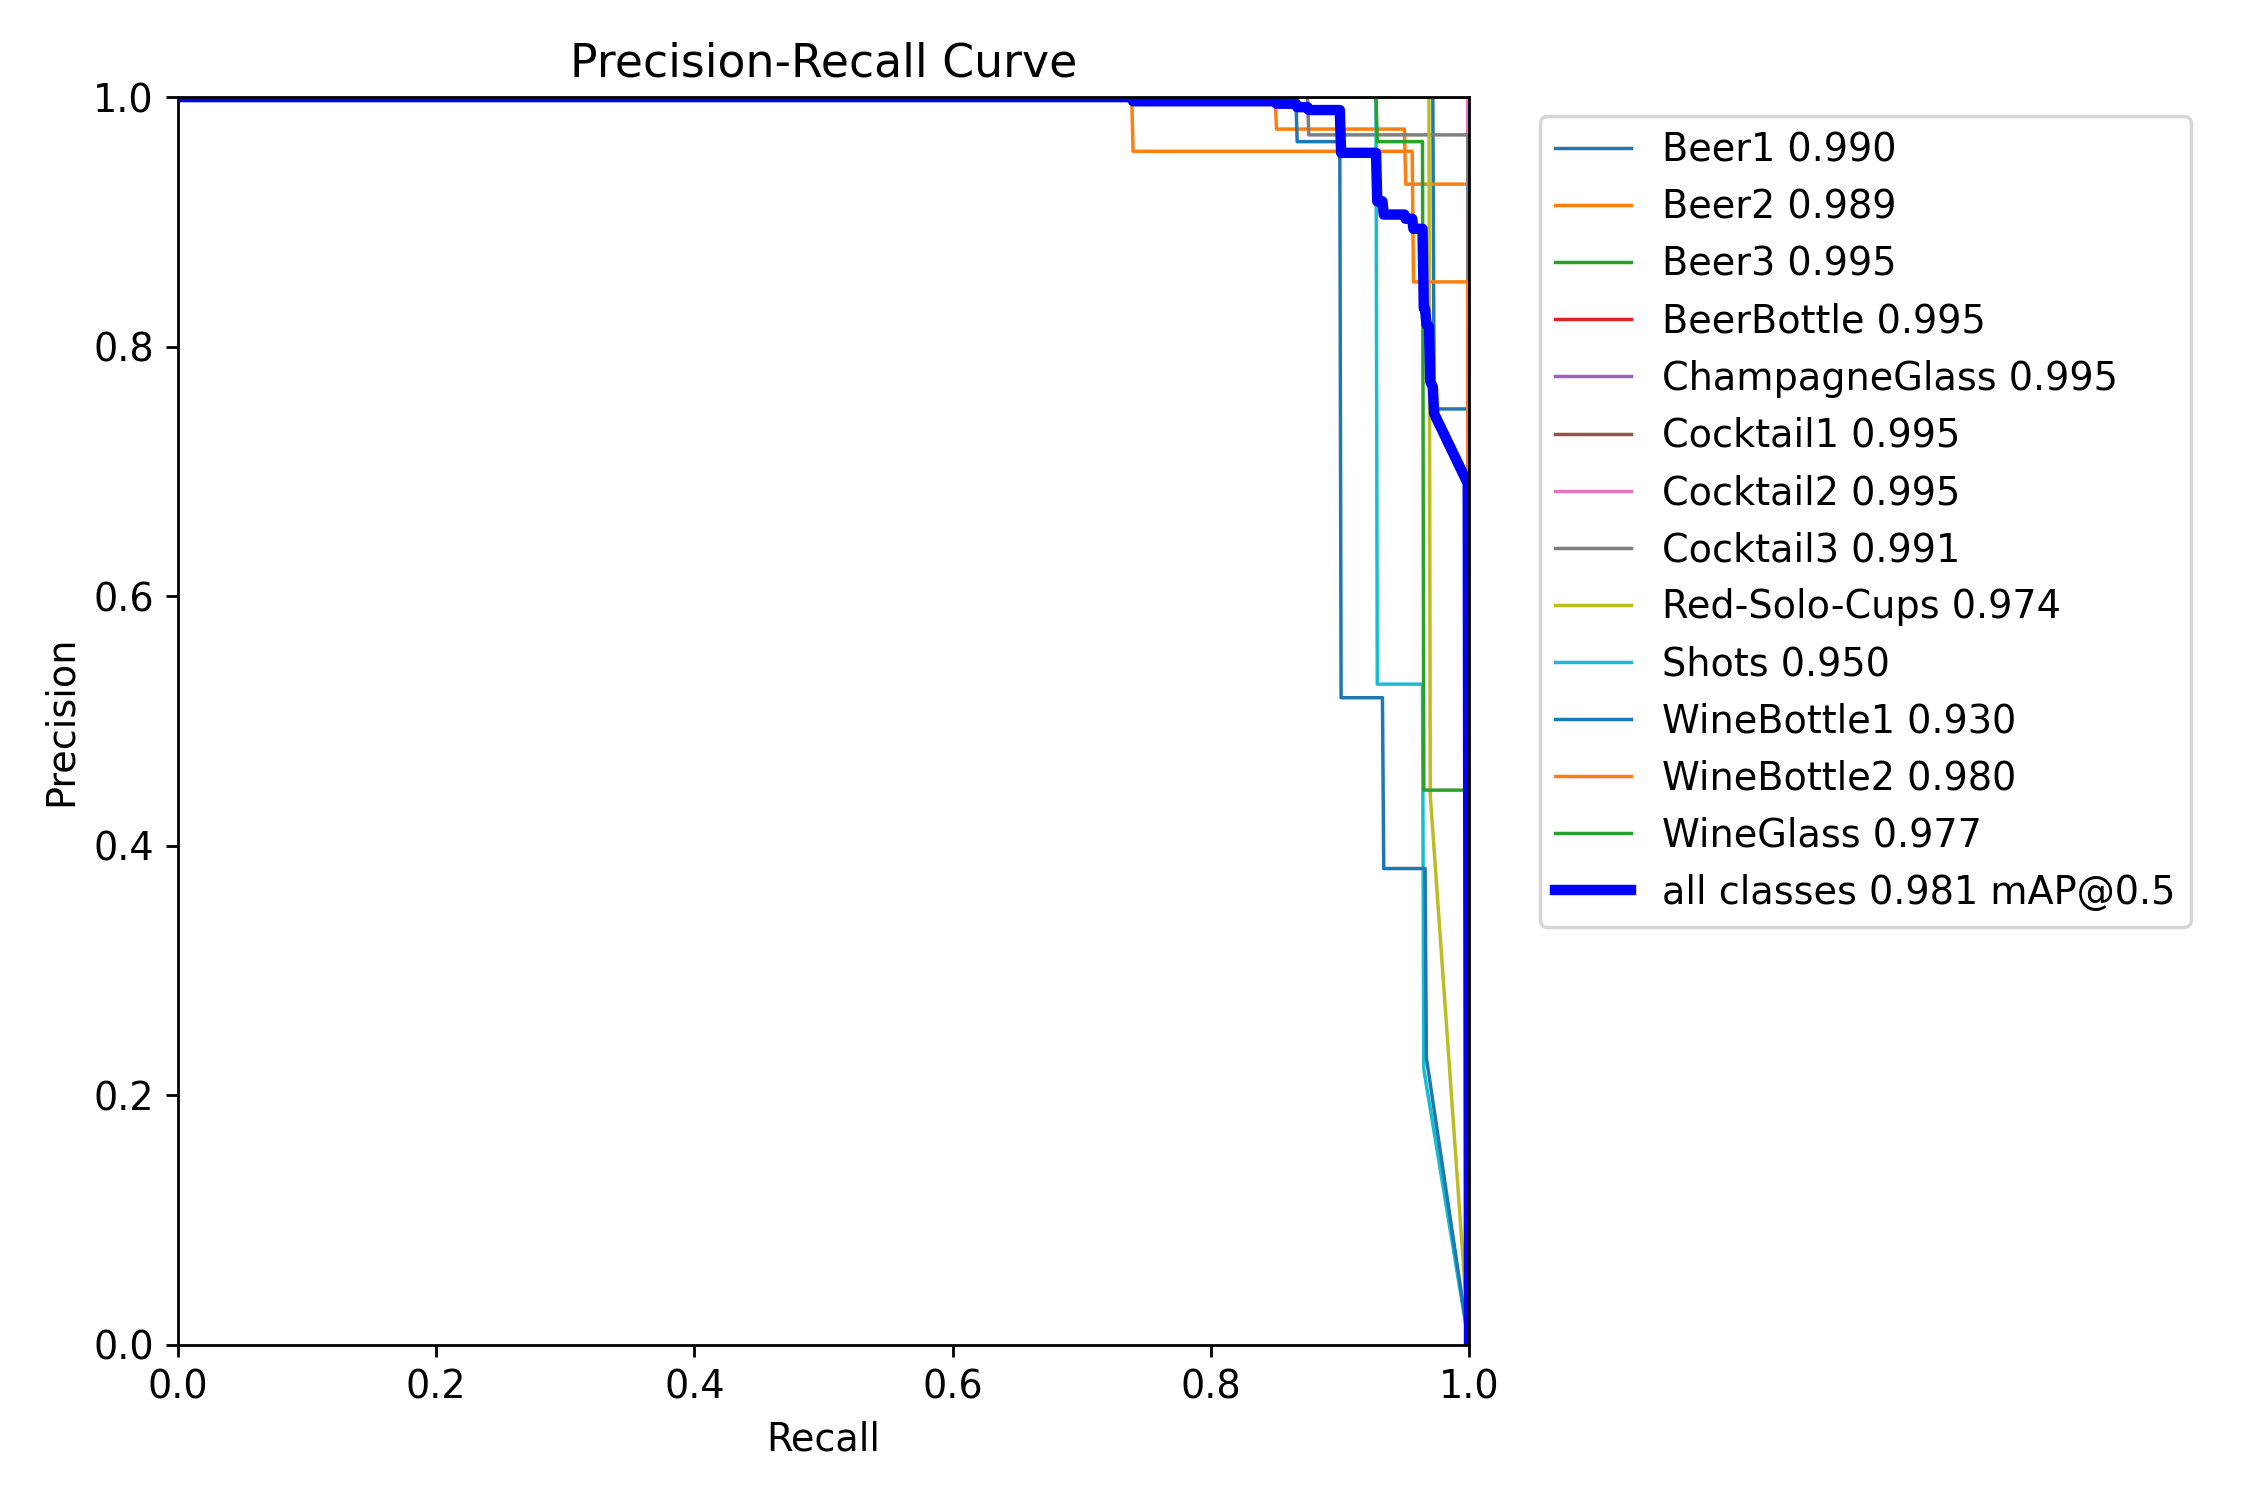 Precision-Recall Curve
1.0
0.8
0.6
0.4
0.2
0.0
Precision
0.0 0.2 0.4 0.6 0.8 1.0
Recall
Beer1 0.990
Beer2 0.989
Beer3 0.995
BeerBottle 0.995
ChampagneGlass 0.995
Cocktail1 0.995
Cocktail2 0.995
Cocktail3 0.991
Red-Solo-Cups 0.974
Shots 0.950
WineBottle1 0.930
WineBottle2 0.980
WineGlass 0.977
all classes 0.981 mAP@0.5